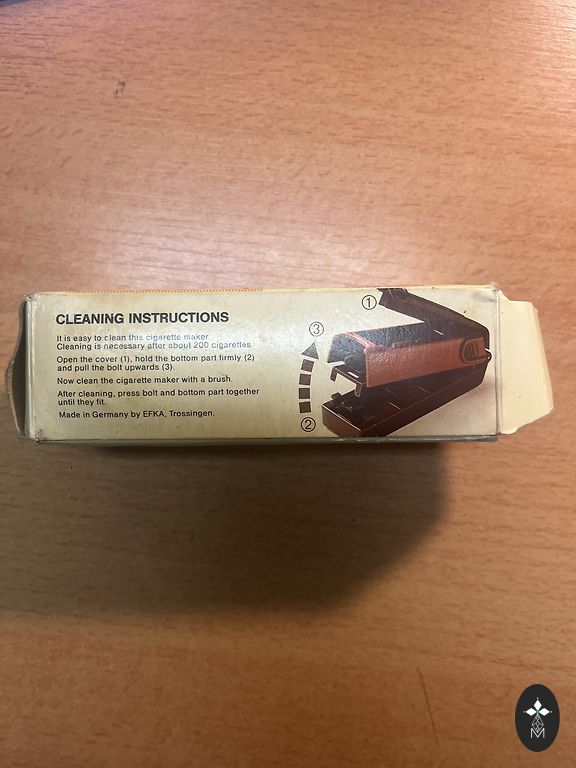 CLEANING INSTRUCTIONS
It is easy to clean this cigarette maker
Cleaning is necessary after about 200 cigarettes
Open the cover (1), hold the bottom part firmly (2)
and pull the bolt upwards (3).
Now clean the cigarette maker with a brush.
After cleaning, press bolt and bottom part together
until they fit.
Made in Germany by EFKA, Trossingen.
1
3
2
M